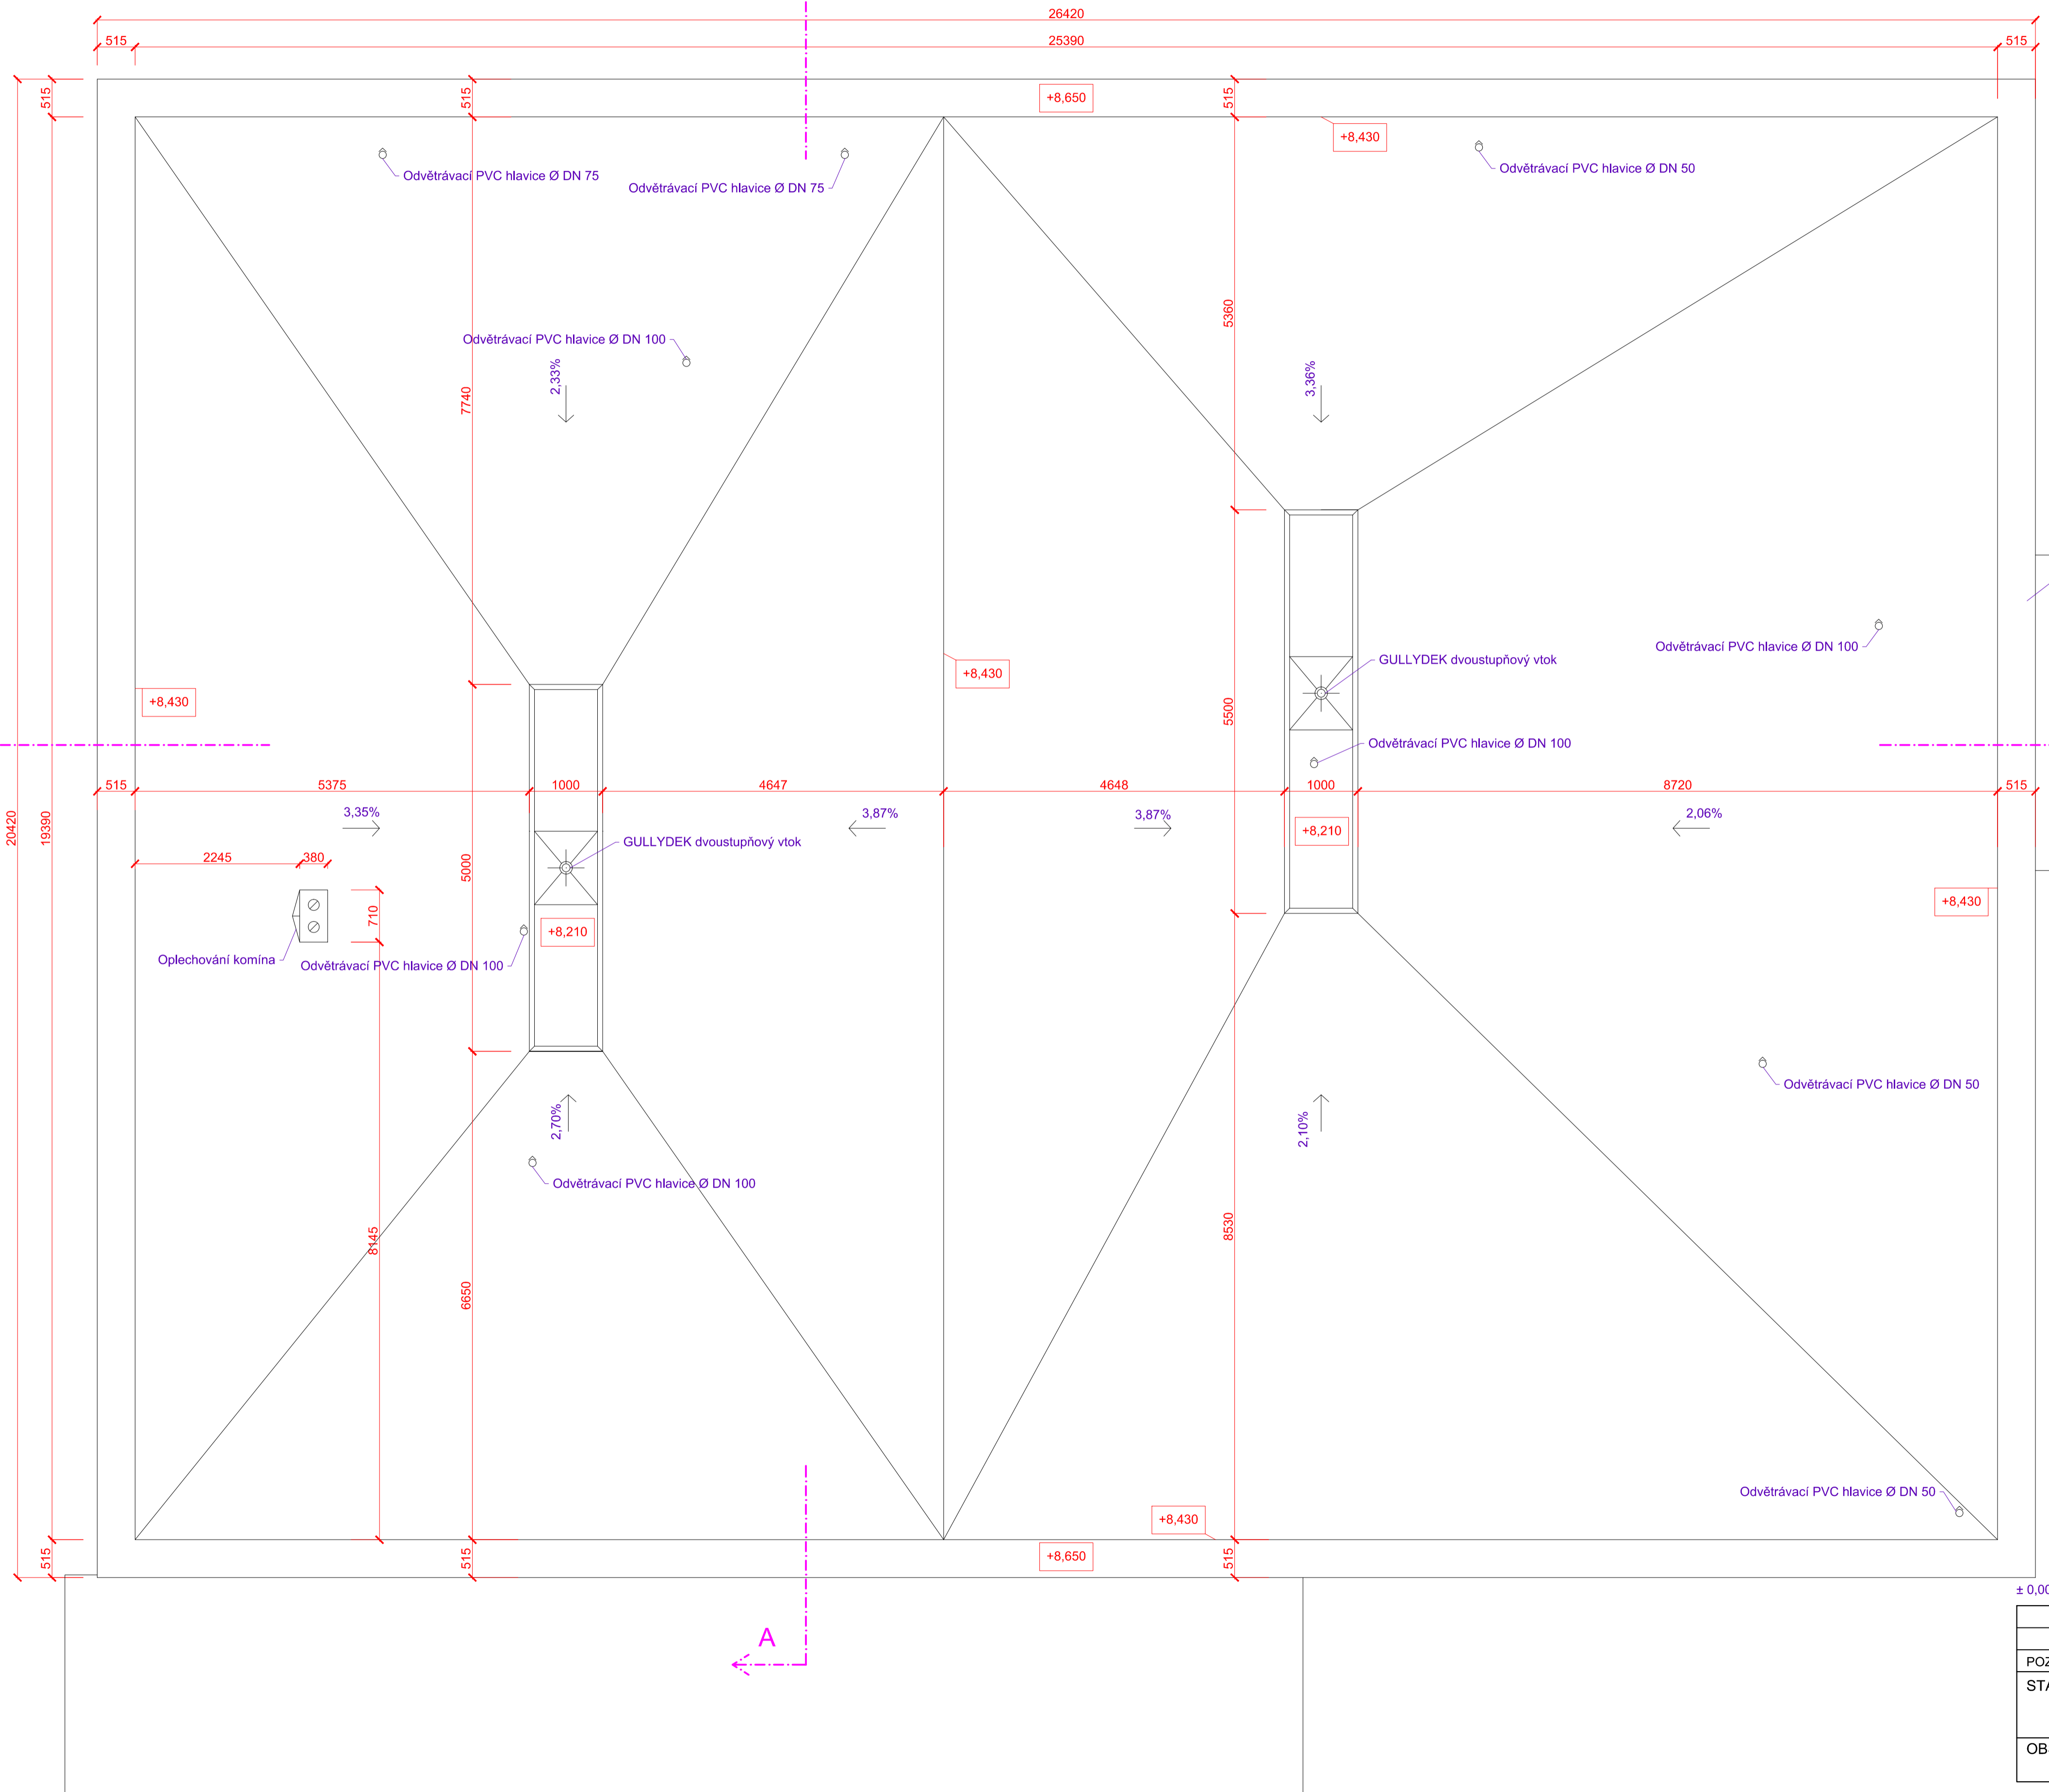 26420
515
25390
515
515
515
+8,650
515
+8,430
Odvětrávací PVC hlavice Ø DN 75
Odvětrávací PVC hlavice Ø DN 75
Odvětrávací PVC hlavice Ø DN 50
5360
Odvětrávací PVC hlavice Ø DN 100
2,33%
3,36%
7740
Odvětrávací PVC hlavice Ø DN 100
GULLYDEK dvoustupňový vtok
+8,430
+8,430
5500
Odvětrávací PVC hlavice Ø DN 100
515
5375
1000
4647
4648
1000
8720
515
20420
19390
3,35%
3,87%
3,87%
2,06%
+8,210
GULLYDEK dvoustupňový vtok
2245
380
5000
710
+8,430
+8,210
Oplechování komína
Odvětrávací PVC hlavice Ø DN 100
Odvětrávací PVC hlavice Ø DN 50
2,70%
2,10%
Odvětrávací PVC hlavice Ø DN 100
8145
8530
6650
Odvětrávací PVC hlavice Ø DN 50
+8,430
515
515
+8,650
515
± 0,00
A
POZ
STA
OB